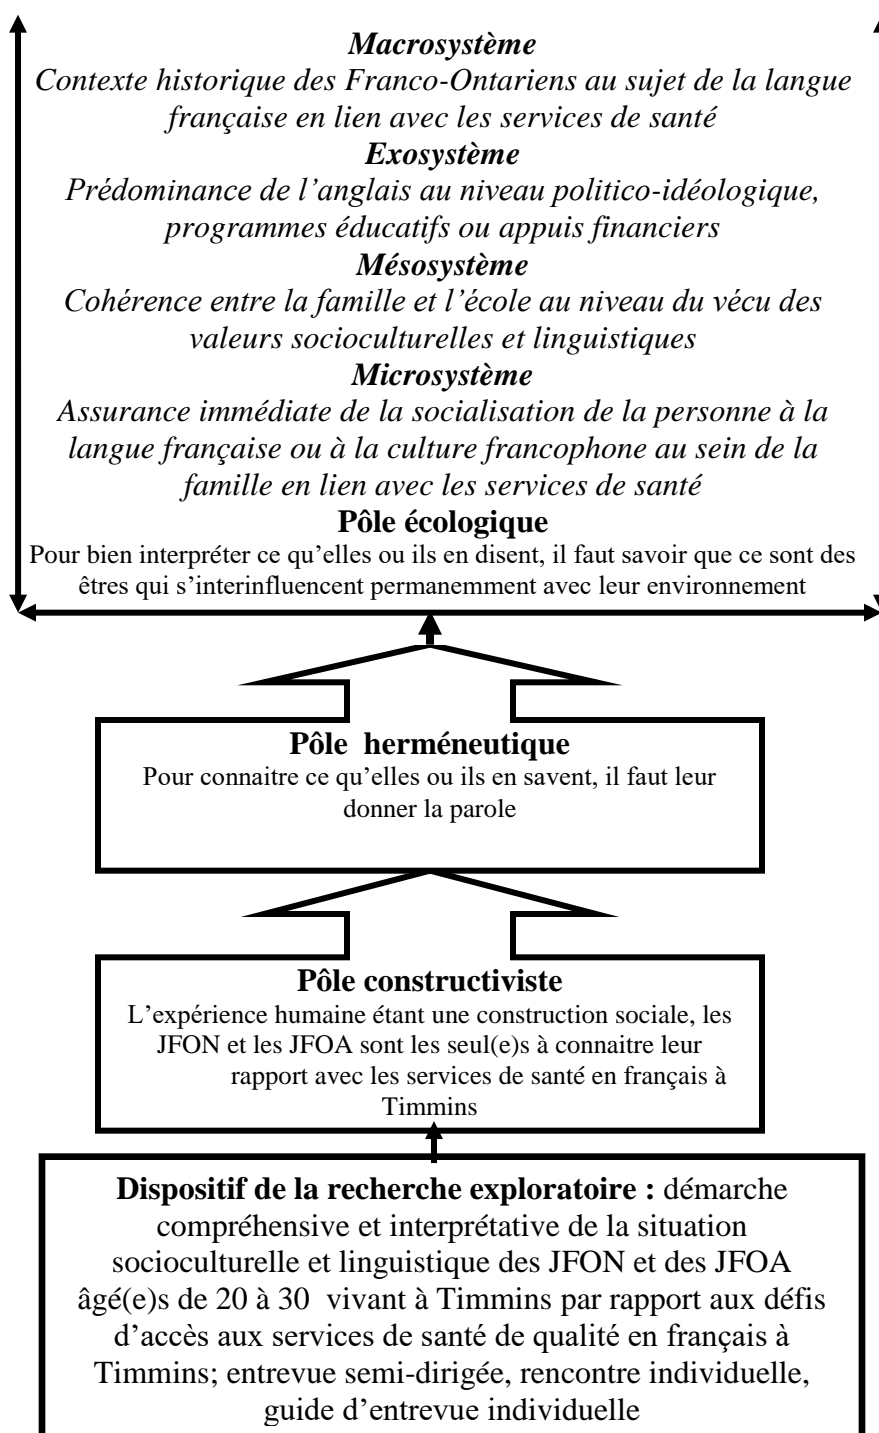 Macrosystème
Contexte historique des Franco-Ontariens au sujet de la langue
française en lien avec les services de santé
Exosystème
Prédominance de l’anglais au niveau politico-idéologique,
programmes éducatifs ou appuis financiers
Mésosystème
Cohérence entre la famille et l’école au niveau du vécu des
valeurs socioculturelles et linguistiques
Microsystème
Assurance immédiate de la socialisation de la personne à la
langue française ou à la culture francophone au sein de la
famille en lien avec les services de santé
Pôle écologique
Pour bien interpréter ce qu’elles ou ils en disent, il faut savoir que ce sont des
êtres qui s’interinfluencent permanemment avec leur environnement
Pôle herméneutique
Pour connaitre ce qu’elles ou ils en savent, il faut leur
donner la parole
Pôle constructiviste
L’expérience humaine étant une construction sociale, les
JFON et les JFOA sont les seul(e)s à connaitre leur
rapport avec les services de santé en français à
Timmins
Dispositif de la recherche exploratoire : démarche
compréhensive et interprétative de la situation
socioculturelle et linguistique des JFON et des JFOA
âgé(e)s de 20 à 30 vivant à Timmins par rapport aux défis
d’accès aux services de santé de qualité en français à
Timmins; entrevue semi-dirigée, rencontre individuelle,
guide d’entrevue individuelle